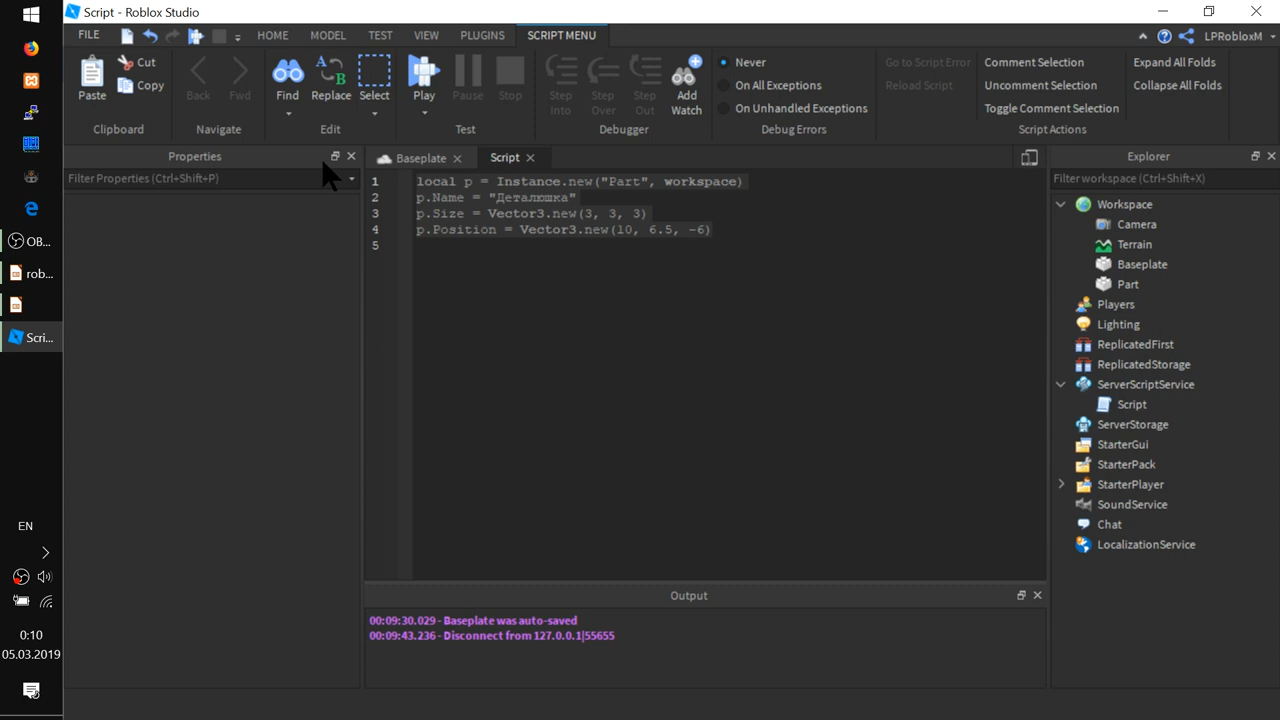 Script - Roblox Studio
FILE HOME MODEL TEST VIEW PLUGINS SCRIPT MENU LPRobloxM
Paste Cut Copy
Clipboard
Back Fwd
Navigate
Find Replace Select
Edit
Play Pause Stop
Test
Step Into Step Over Step Out Add Watch
Debugger
Never
On All Exceptions
On Unhandled Exceptions
Debug Errors
Go to Script Error
Reload Script
Comment Selection
Uncomment Selection
Toggle Comment Selection
Expand All Folds
Collapse All Folds
Script Actions
Properties
Filter Properties (Ctrl+Shift+P)
Baseplate Script
1 local p = Instance.new("Part", workspace)
2 p.Name = "Деталюшка"
3 p.Size = Vector3.new(3, 3, 3)
4 p.Position = Vector3.new(10, 6.5, -6)
5
Output
00:09:30.029 - Baseplate was auto-saved
00:09:43.236 - Disconnect from 127.0.0.1|55655
Explorer
Filter workspace (Ctrl+Shift+X)
Workspace
Camera
Terrain
Baseplate
Part
Players
Lighting
ReplicatedFirst
ReplicatedStorage
ServerScriptService
Script
ServerStorage
StarterGui
StarterPack
StarterPlayer
SoundService
Chat
LocalizationService
OB...
rob...
Scri...
EN
0:10
05.03.2019